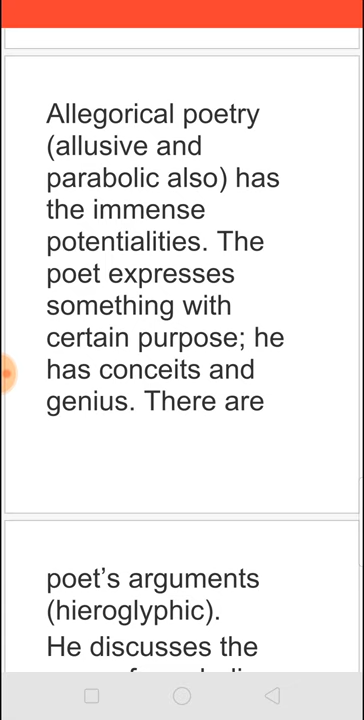 Allegorical poetry
(allusive and
parabolic also) has
the immense
potentialities. The
poet expresses
something with
certain purpose; he
has conceits and
genius. There are
poet’s arguments
(hieroglyphic).
He discusses the